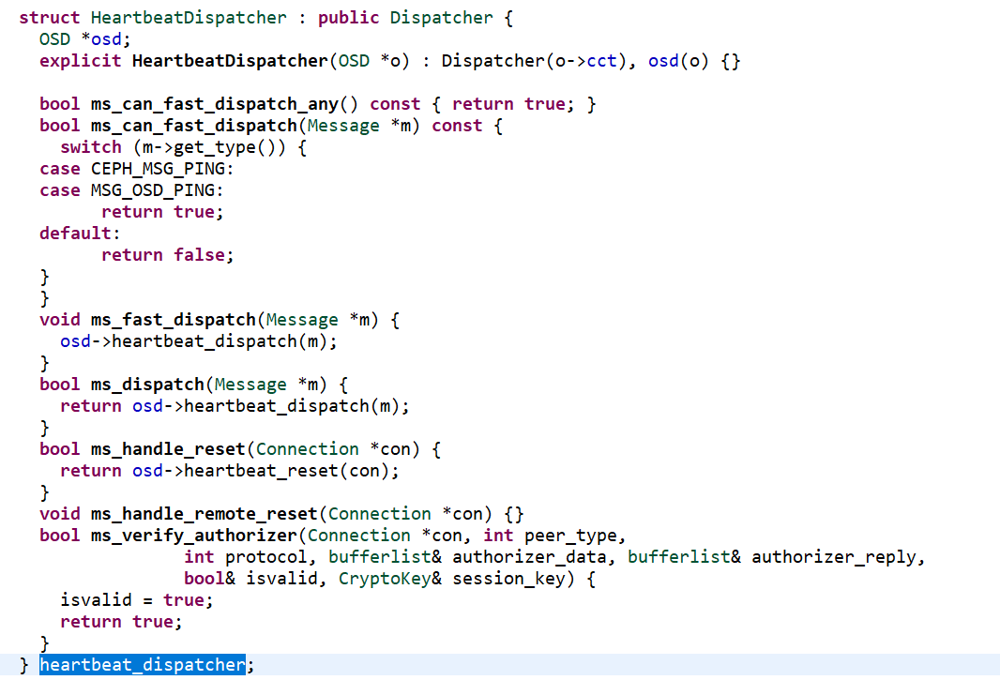 struct HeartbeatDispatcher : public Dispatcher {
  OSD *osd;
  explicit HeartbeatDispatcher(OSD *o) : Dispatcher(o->cct), osd(o) {}

  bool ms_can_fast_dispatch_any() const { return true; }
  bool ms_can_fast_dispatch(Message *m) const {
    switch (m->get_type()) {
  case CEPH_MSG_PING:
  case MSG_OSD_PING:
        return true;
  default:
        return false;
  }
  }
  void ms_fast_dispatch(Message *m) {
    osd->heartbeat_dispatch(m);
  }
  bool ms_dispatch(Message *m) {
    return osd->heartbeat_dispatch(m);
  }
  bool ms_handle_reset(Connection *con) {
    return osd->heartbeat_reset(con);
  }
  void ms_handle_remote_reset(Connection *con) {}
  bool ms_verify_authorizer(Connection *con, int peer_type,
                int protocol, bufferlist& authorizer_data, bufferlist& authorizer_reply,
                bool& isvalid, CryptoKey& session_key) {
    isvalid = true;
    return true;
  }
} heartbeat_dispatcher;